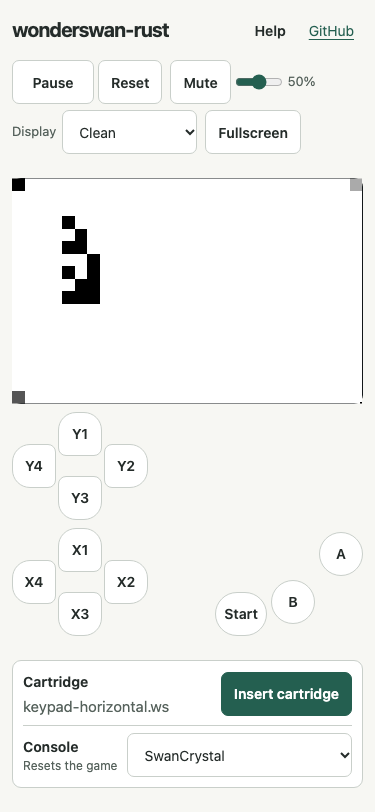 wonderswan-rust
Help
GitHub
Pause
Reset
Mute
50%
Display
Clean
Fullscreen
Y1
Y4
Y2
Y3
X1
X4
X2
X3
A
B
Start
Cartridge
keypad-horizontal.ws
Insert cartridge
Console
Resets the game
SwanCrystal